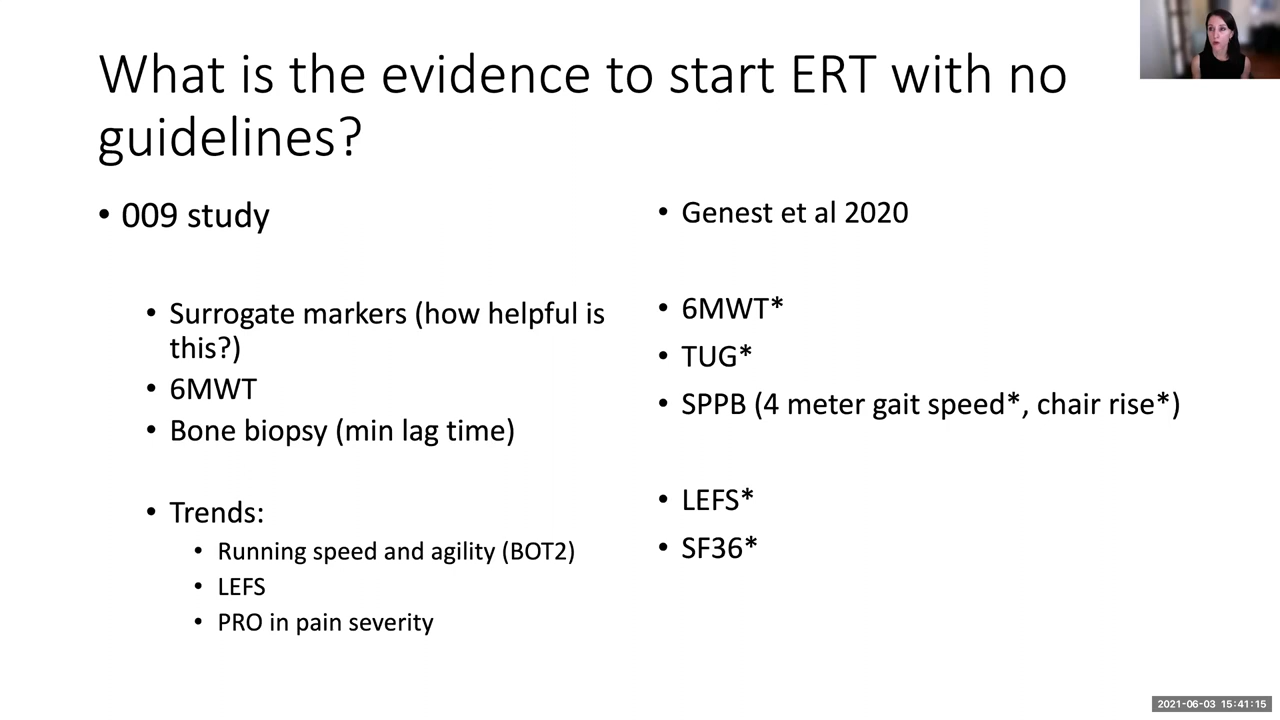 What is the evidence to start ERT with no
guidelines?
• 009 study
• Surrogate markers (how helpful is
this?)
• 6MWT
• Bone biopsy (min lag time)
• Trends:
• Running speed and agility (BOT2)
• LEFS
• PRO in pain severity
• Genest et al 2020
• 6MWT*
• TUG*
• SPPB (4 meter gait speed*, chair rise*)
• LEFS*
• SF36*
2021-06-03 15:41:15